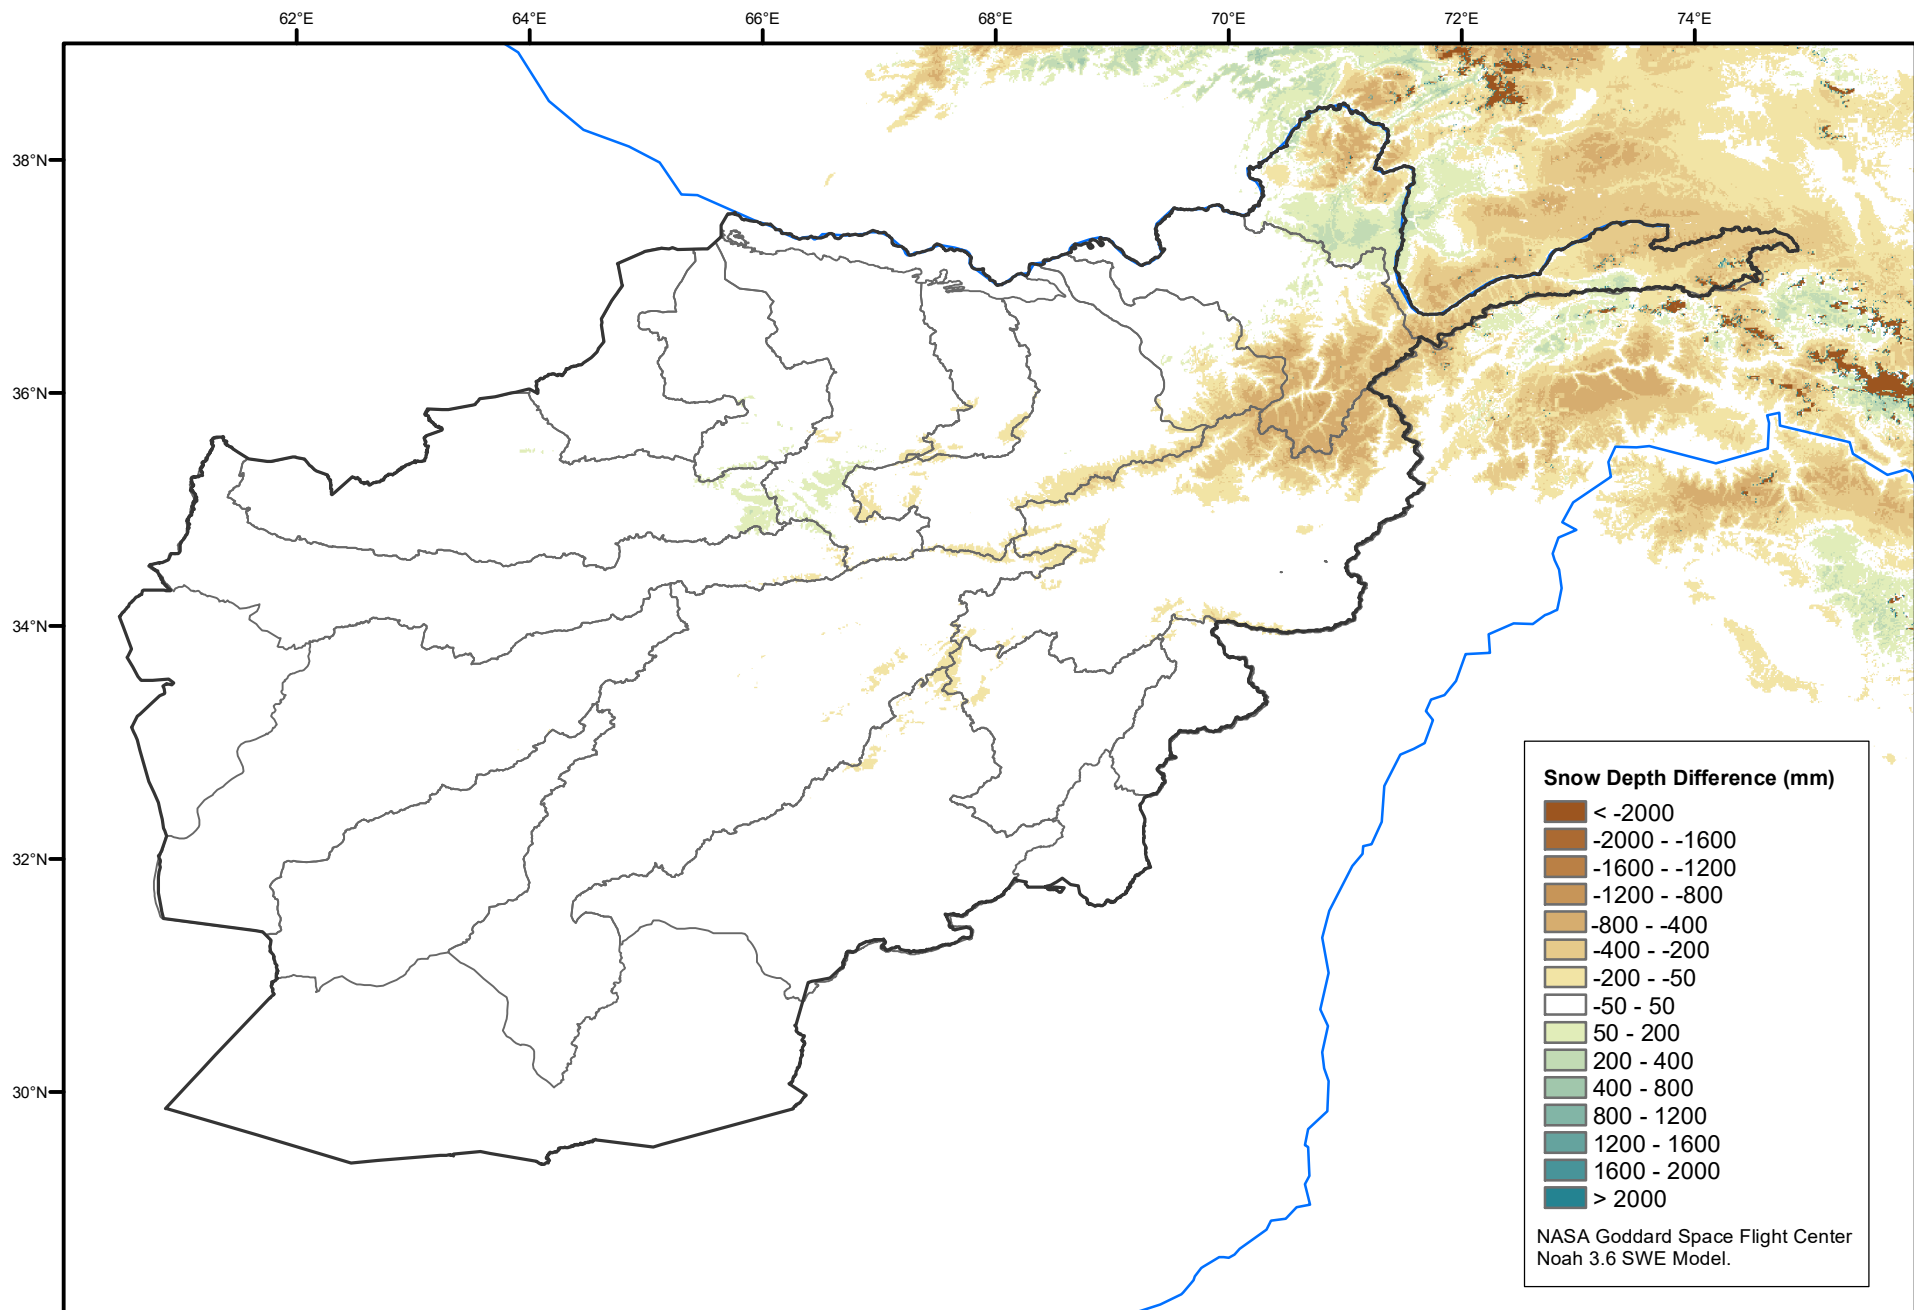 62°E 64°E 66°E 68°E 70°E 72°E 74°E
38°N
36°N
34°N
32°N
30°N
Snow Depth Difference (mm)
< -2000
-2000 - -1600
-1600 - -1200
-1200 - -800
-800 - -400
-400 - -200
-200 - -50
-50 - 50
50 - 200
200 - 400
400 - 800
800 - 1200
1200 - 1600
1600 - 2000
> 2000
NASA Goddard Space Flight Center
Noah 3.6 SWE Model.